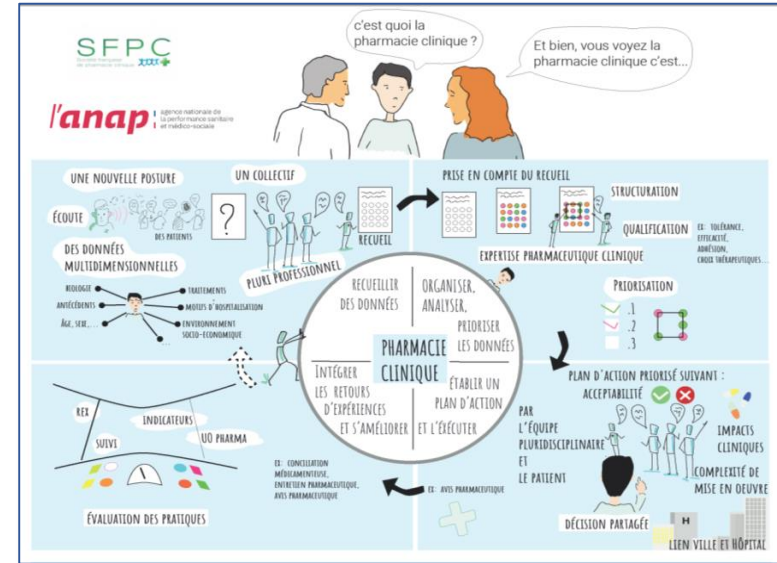 SFPC
Société Française
de pharmacie clinique
l'anap
agence nationale de
la performance sanitaire
et médico-sociale
c'est quoi la
pharmacie clinique ?
Et bien, vous voyez la
pharmacie clinique c'est...
UNE NOUVELLE POSTURE
ÉCOUTE
DES PATIENTS
UN COLLECTIF
?
PLURI PROFESSIONNEL
RECUEIL
DES DONNÉES
MULTIDIMENSIONNELLES
BIOLOGIE
ANTÉCÉDENTS
ÂGE, SEXE,...
TRAITEMENTS
MOTIFS D'HOSPITALISATION
ENVIRONNEMENT
SOCIO-ECONOMIQUE
...
PRISE EN COMPTE DU RECUEIL
STRUCTURATION
QUALIFICATION
EX: TOLÉRANCE,
EFFICACITÉ,
ADHÉSION,
CHOIX THÉRAPEUTIQUES...
EXPERTISE PHARMACEUTIQUE CLINIQUE
PRIORISATION
.1
.2
.3
RECUEILLIR
DES DONNÉES
ORGANISER,
ANALYSER,
PRIORISER
LES DONNÉES
PHARMACIE
CLINIQUE
INTÉGRER
LES RETOURS
D'EXPÉRIENCES
ET S'AMÉLIORER
ÉTABLIR UN
PLAN D'ACTION
ET L'EXÉCUTER
PLAN D'ACTION PRIORISÉ SUIVANT :
ACCEPTABILITÉ
PAR
L'ÉQUIPE
PLURIDISCIPLINAIRE
ET
LE PATIENT
IMPACTS
CLINIQUES
COMPLEXITÉ DE
MISE EN OEUVRE
DÉCISION PARTAGÉE
H
LIEN VILLE ET HÔPITAL
EX: AVIS PHARMACEUTIQUE
EX: CONCILIATION
MÉDICAMENTEUSE,
ENTRETIEN PHARMACEUTIQUE,
AVIS PHARMACEUTIQUE
REX
INDICATEURS
SUIVI
UO PHARMA
ÉVALUATION DES PRATIQUES